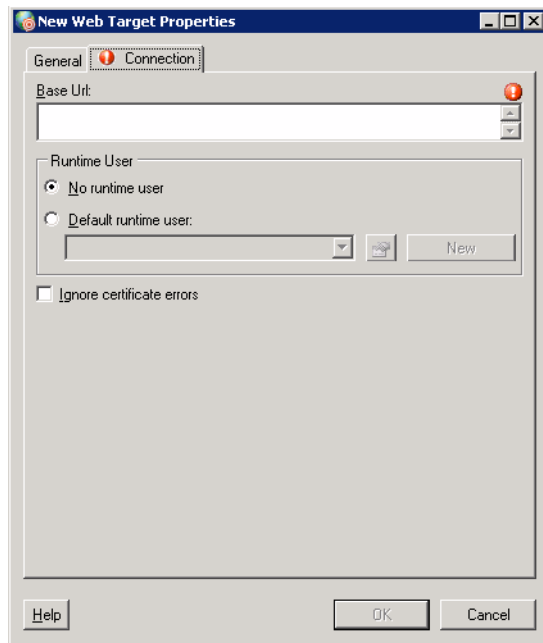 New Web Target Properties
General Connection
Base Url:
Runtime User
No runtime user
Default runtime user:
New
Ignore certificate errors
Help OK Cancel